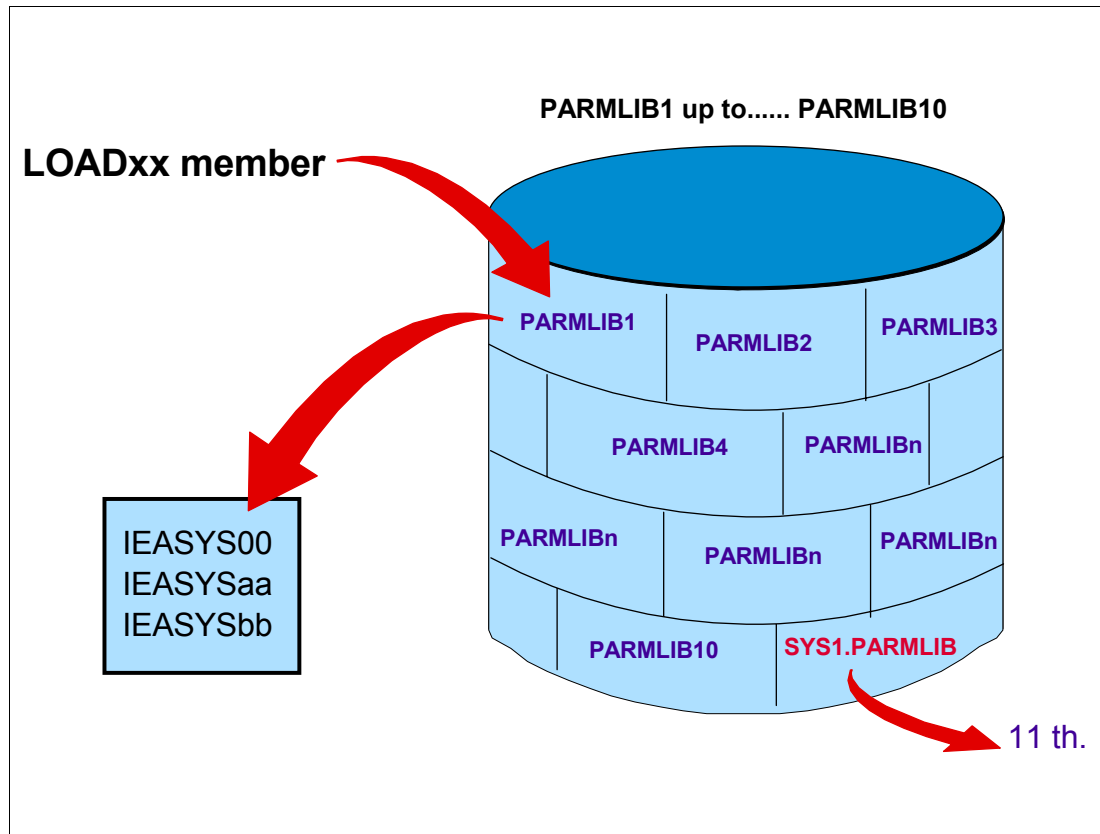 PARMLIB1 up to...... PARMLIB10
LOADxx member
PARMLIB1
PARMLIB2
PARMLIB3
PARMLIB4
PARMLIBn
PARMLIBn
PARMLIBn
PARMLIBn
PARMLIB10
SYS1.PARMLIB
11 th.
IEASYS00
IEASYSaa
IEASYSbb